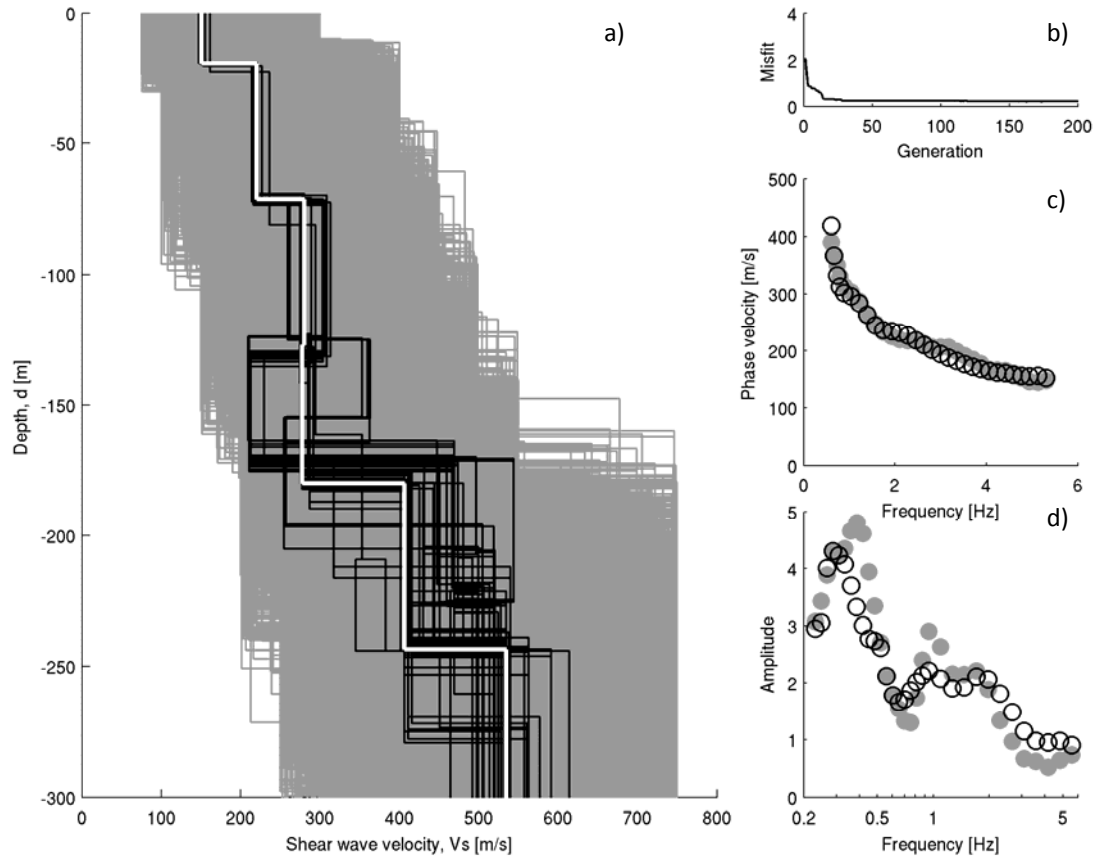 a)
0
-50
-100
-150
-200
-250
-300
Depth, d [m]
0 100 200 300 400 500 600 700 800
Shear wave velocity, Vs [m/s]
b)
4
2
0
Misfit
0 50 100 150 200
Generation
c)
500
400
300
200
100
0
Phase velocity [m/s]
0 2 4 6
Frequency [Hz]
d)
5
4
3
2
1
0
Amplitude
0.2 0.5 1 2 5
Frequency [Hz]